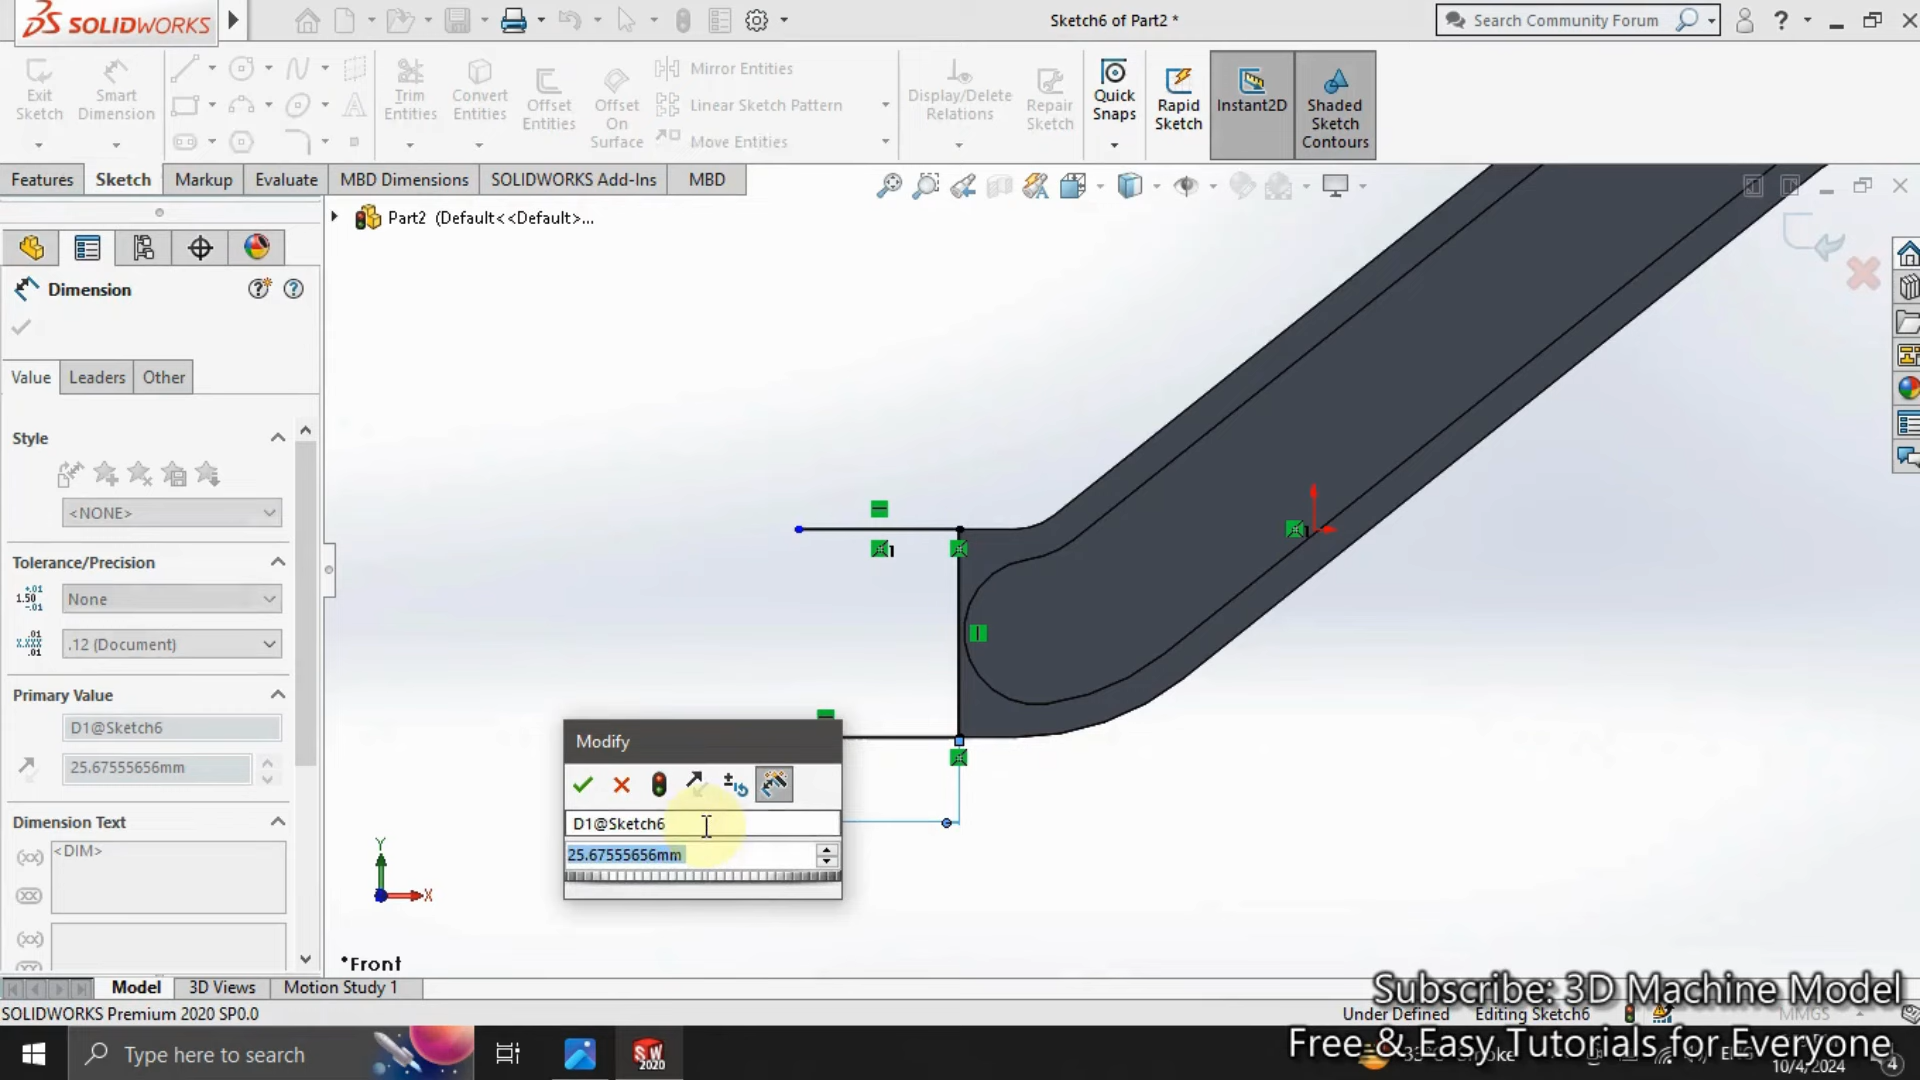 SOLIDWORKS
Sketch6 of Part2 *
Search Community Forum
Exit Sketch
Smart Dimension
Trim Entities
Convert Entities
Offset Entities
Offset On Surface
Mirror Entities
Linear Sketch Pattern
Move Entities
Display/Delete Relations
Repair Sketch
Quick Snaps
Rapid Sketch
Instant2D
Shaded Sketch Contours
Features
Sketch
Markup
Evaluate
MBD Dimensions
SOLIDWORKS Add-Ins
MBD
Part2 (Default<<Default>...
Dimension
Value
Leaders
Other
Style
<NONE>
Tolerance/Precision
None
.12 (Document)
Primary Value
D1@Sketch6
25.67555656mm
Dimension Text
<DIM>
Modify
D1@Sketch6
25.67555656mm
1
Y
X
*Front
Model
3D Views
Motion Study 1
SOLIDWORKS Premium 2020 SP0.0
Under Defined
Editing Sketch6
MMGS
Subscribe: 3D Machine Model
Free & Easy Tutorials for Everyone
Type here to search
SW 2020
10/4/2024
4